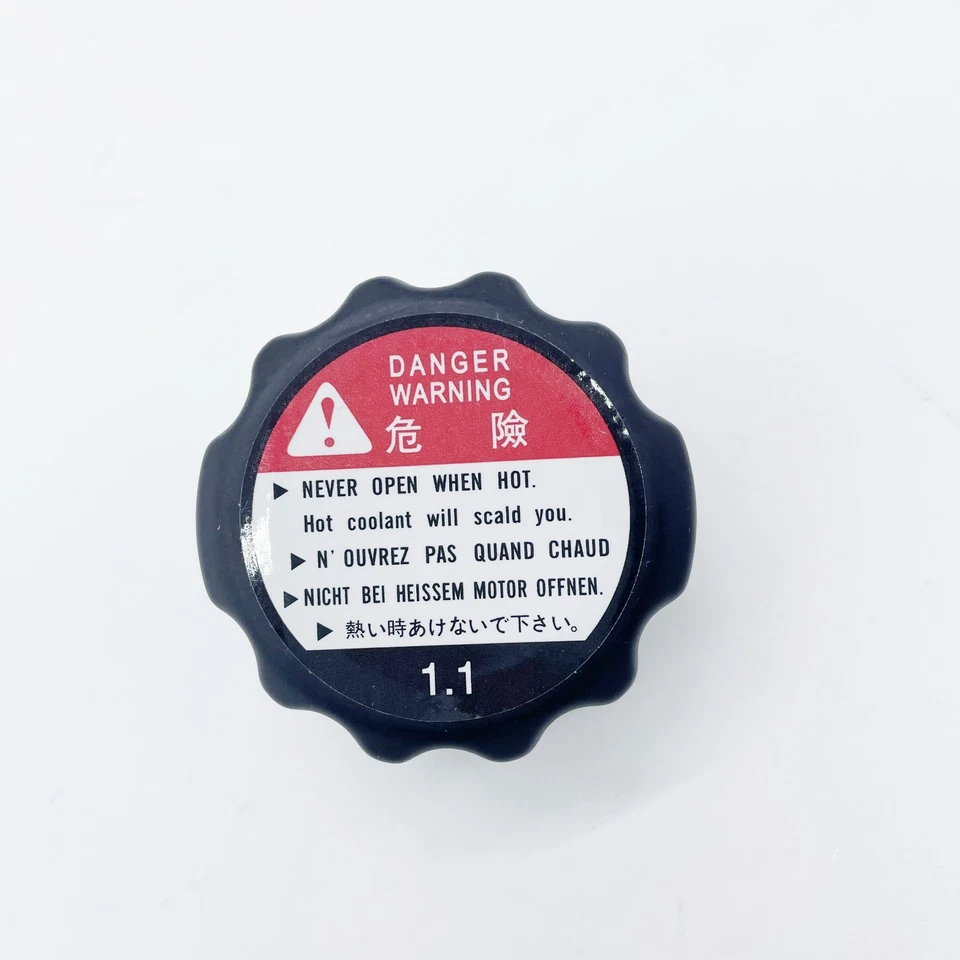 DANGER
WARNING
危 險
▶ NEVER OPEN WHEN HOT.
Hot coolant will scald you.
▶ N' OUVREZ PAS QUAND CHAUD
▶ NICHT BEI HEISSEM MOTOR OFFNEN.
▶ 熱い時あけないで下さい。
1.1